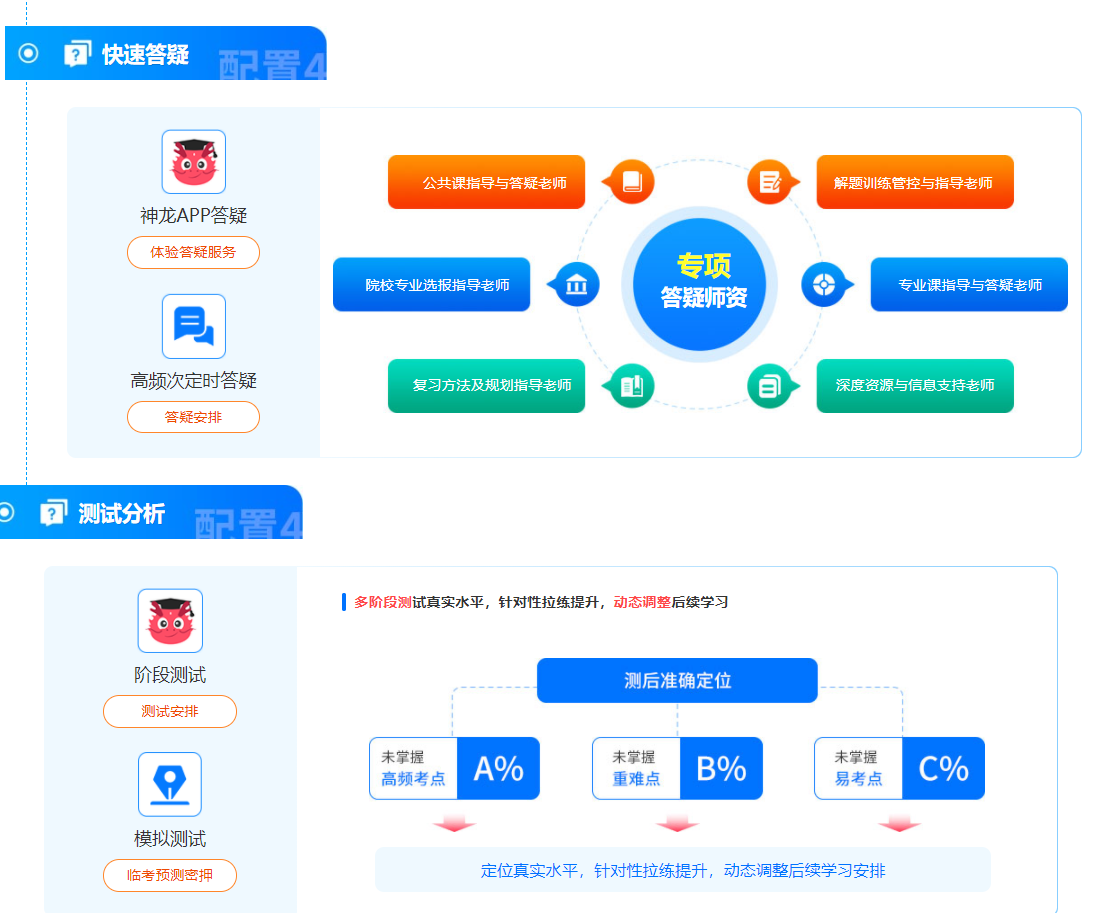 快速答疑
配置4
神龙APP答疑
体验答疑服务
高频次定时答疑
答疑安排
公共课指导与答疑老师
解题训练管控与指导老师
院校专业选报指导老师
专项
答疑师资
专业课指导与答疑老师
复习方法及规划指导老师
深度资源与信息支持老师
测试分析
配置4
阶段测试
测试安排
模拟测试
临考预测密押
多阶段测试真实水平，针对性拉练提升，动态调整后续学习
测后准确定位
未掌握
高频考点
A%
未掌握
重难点
B%
未掌握
易考点
C%
定位真实水平，针对性拉练提升，动态调整后续学习安排